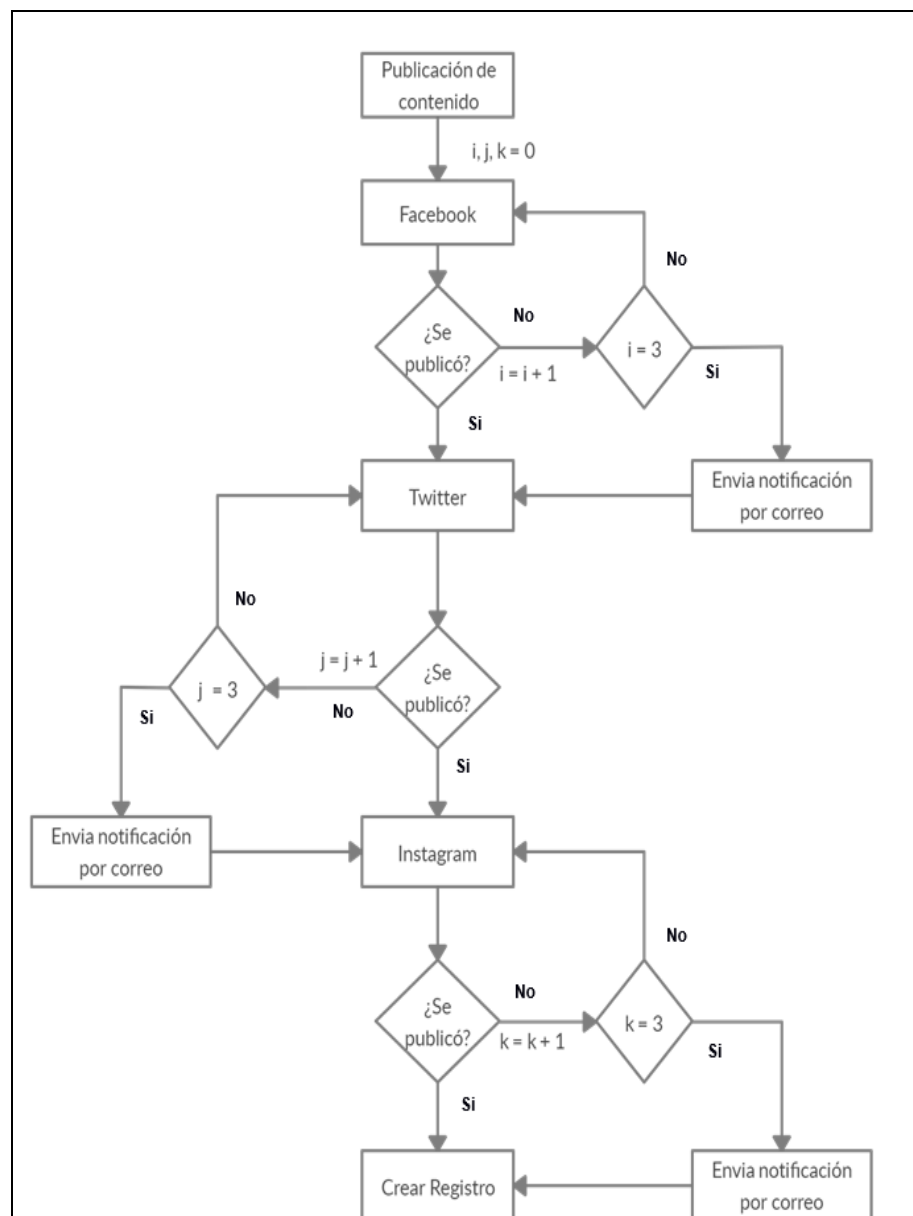 Publicación de
contenido
i, j, k = 0
Facebook
No
¿Se
publicó?
No
i = i + 1
i = 3
Si
Si
Twitter
Envia notificación
por correo
No
j = j + 1
¿Se
publicó?
j = 3
No
Si
Si
Envia notificación
por correo
Instagram
No
¿Se
publicó?
No
k = k + 1
k = 3
Si
Si
Crear Registro
Envia notificación
por correo